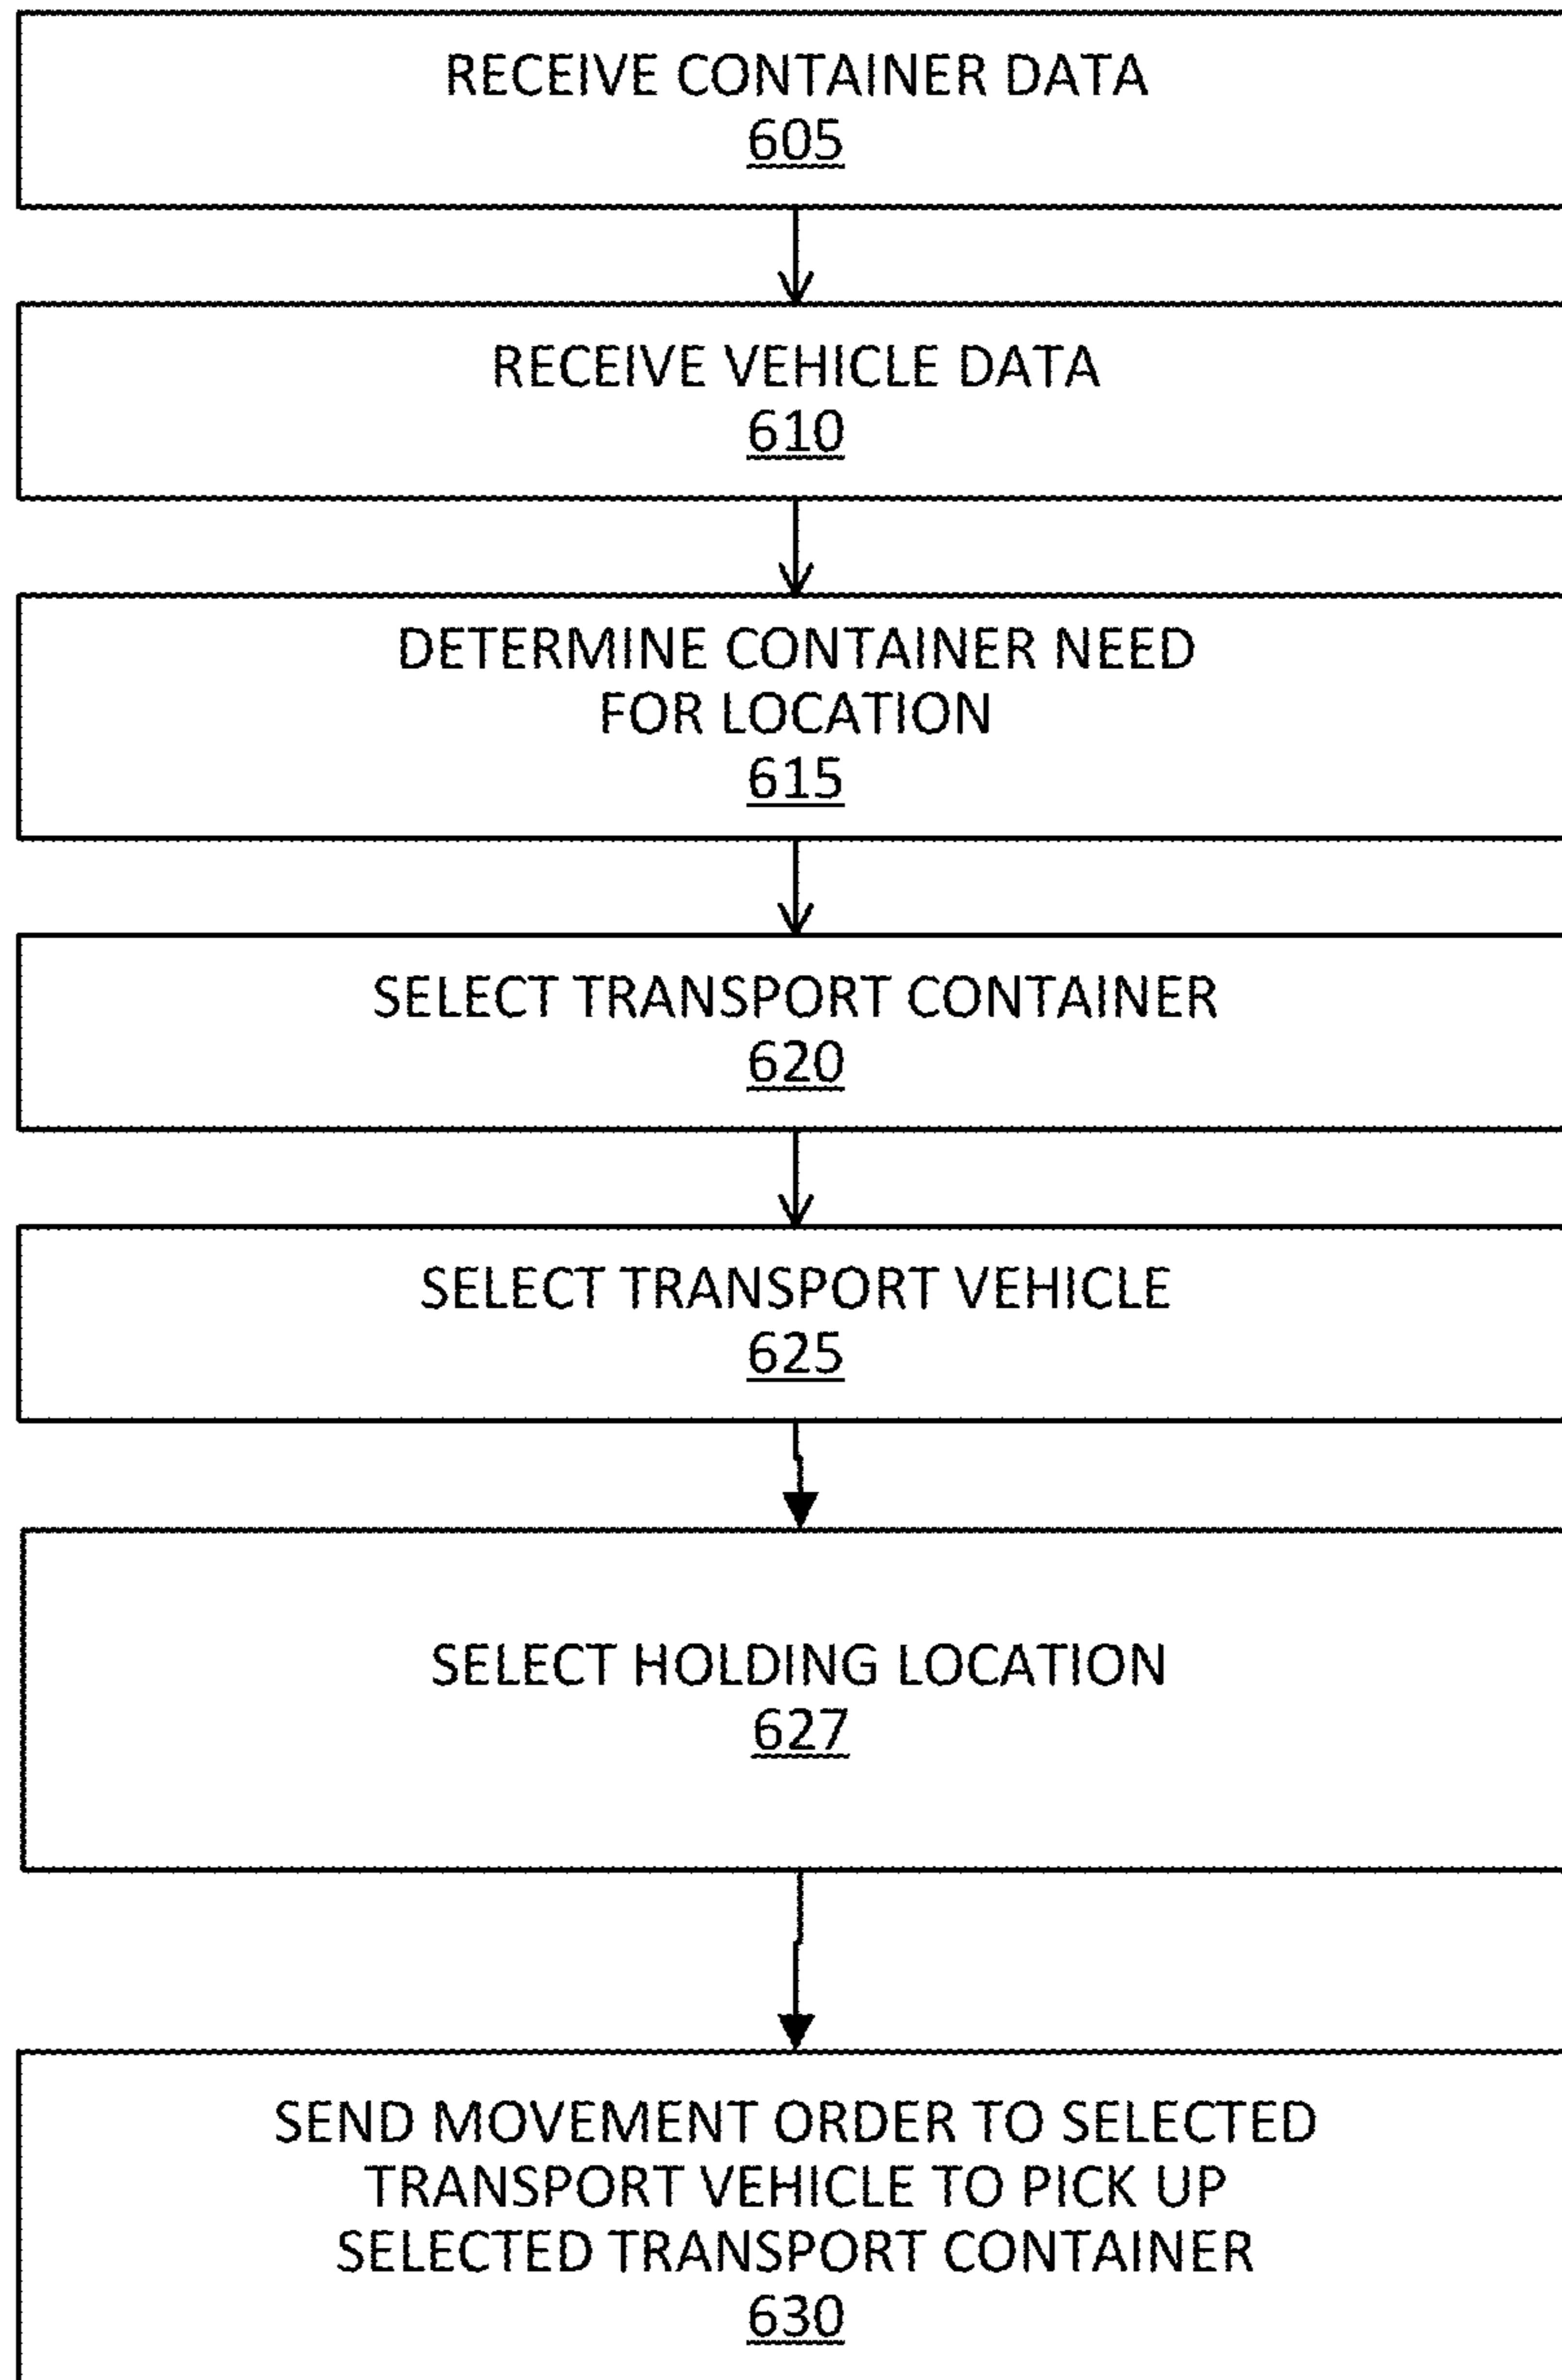 RECEIVE CONTAINER DATA
605
RECEIVE VEHICLE DATA
610
DETERMINE CONTAINER NEED
FOR LOCATION
615
SELECT TRANSPORT CONTAINER
620
SELECT TRANSPORT VEHICLE
625
SELECT HOLDING LOCATION
627
SEND MOVEMENT ORDER TO SELECTED
TRANSPORT VEHICLE TO PICK UP
SELECTED TRANSPORT CONTAINER
630